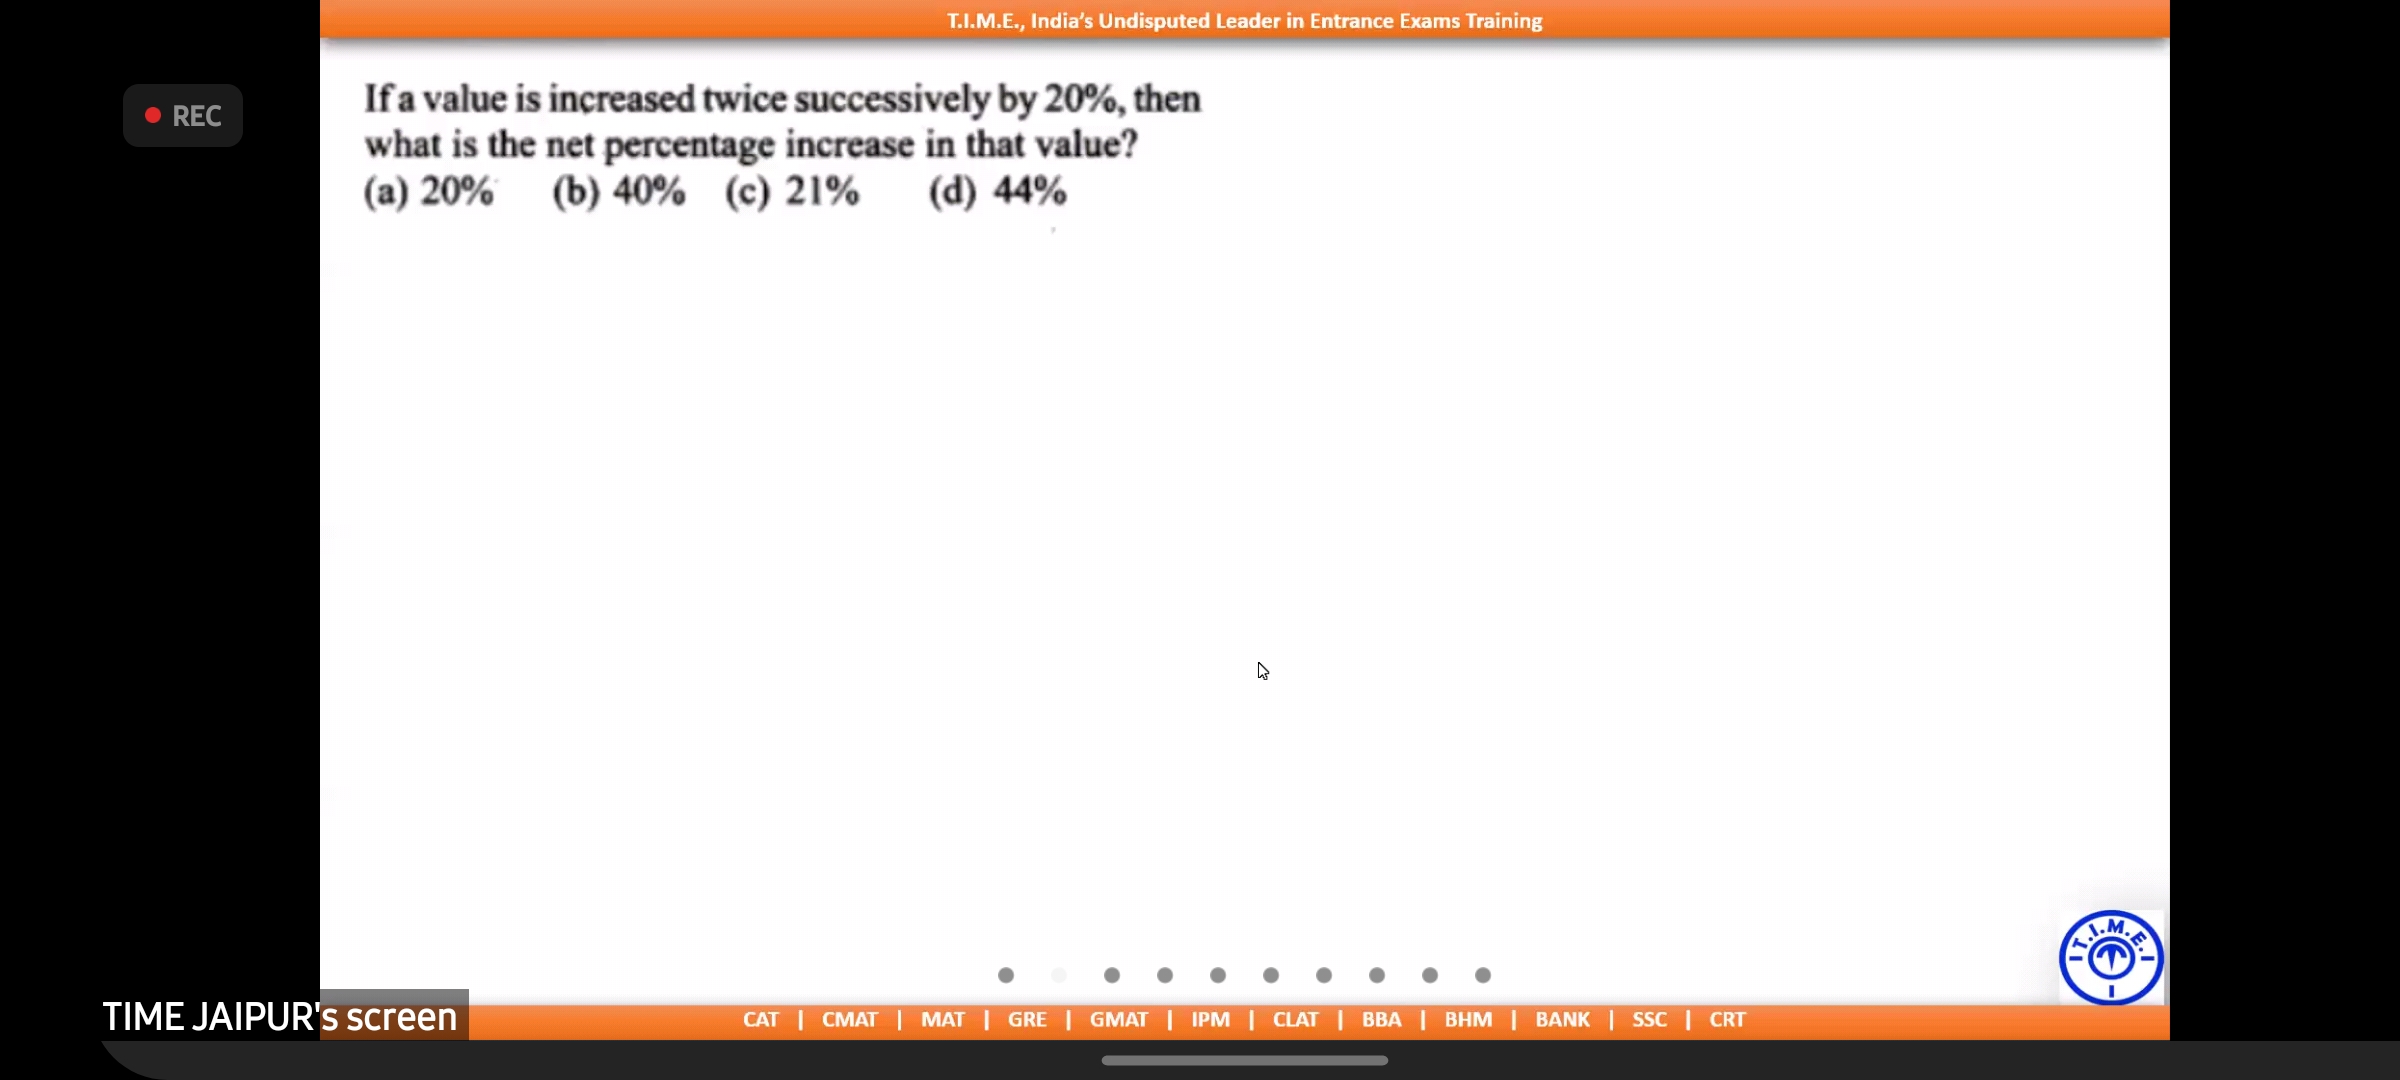 T.I.M.E., India's Undisputed Leader in Entrance Exams Training
REC
If a value is increased twice successively by 20%, then
what is the net percentage increase in that value?
(a) 20% (b) 40% (c) 21% (d) 44%
T.I.M.E.
TIME JAIPUR's screen
CAT | CMAT | MAT | GRE | GMAT | IPM | CLAT | BBA | BHM | BANK | SSC | CRT